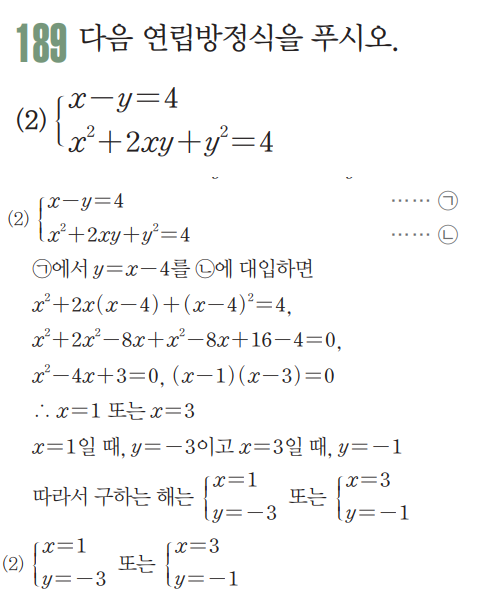 189 다음 연립방정식을 푸시오.
(2) { x-y=4
x²+2xy+y²=4
(2) { x-y=4 …… ㉠
x²+2xy+y²=4 …… ㉡
㉠에서 y=x-4를 ㉡에 대입하면
x²+2x(x-4)+(x-4)²=4,
x²+2x²-8x+x²-8x+16-4=0,
x²-4x+3=0, (x-1)(x-3)=0
∴ x=1 또는 x=3
x=1일 때, y=-3이고 x=3일 때, y=-1
따라서 구하는 해는 { x=1 y=-3 또는 { x=3 y=-1
(2) { x=1 y=-3 또는 { x=3 y=-1